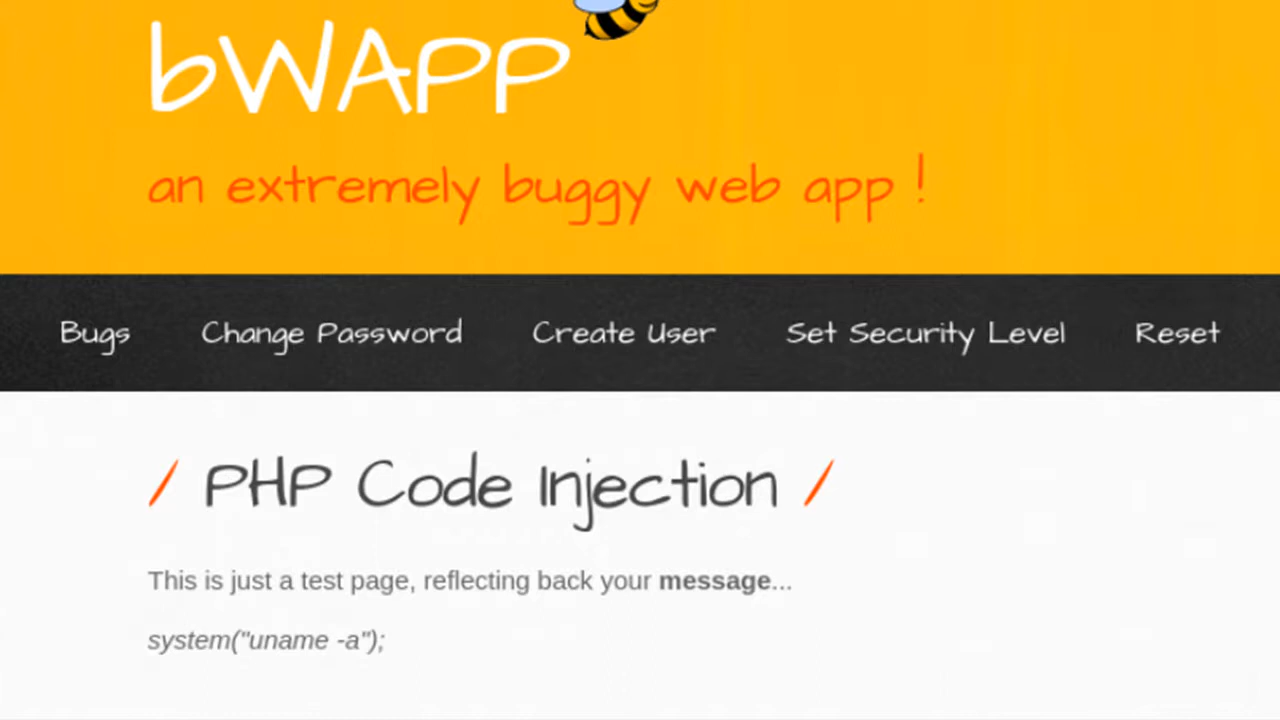 bWAPP
an extremely buggy web app !
Bugs Change Password Create User Set Security Level Reset
/ PHP Code Injection /
This is just a test page, reflecting back your message...
system("uname -a");